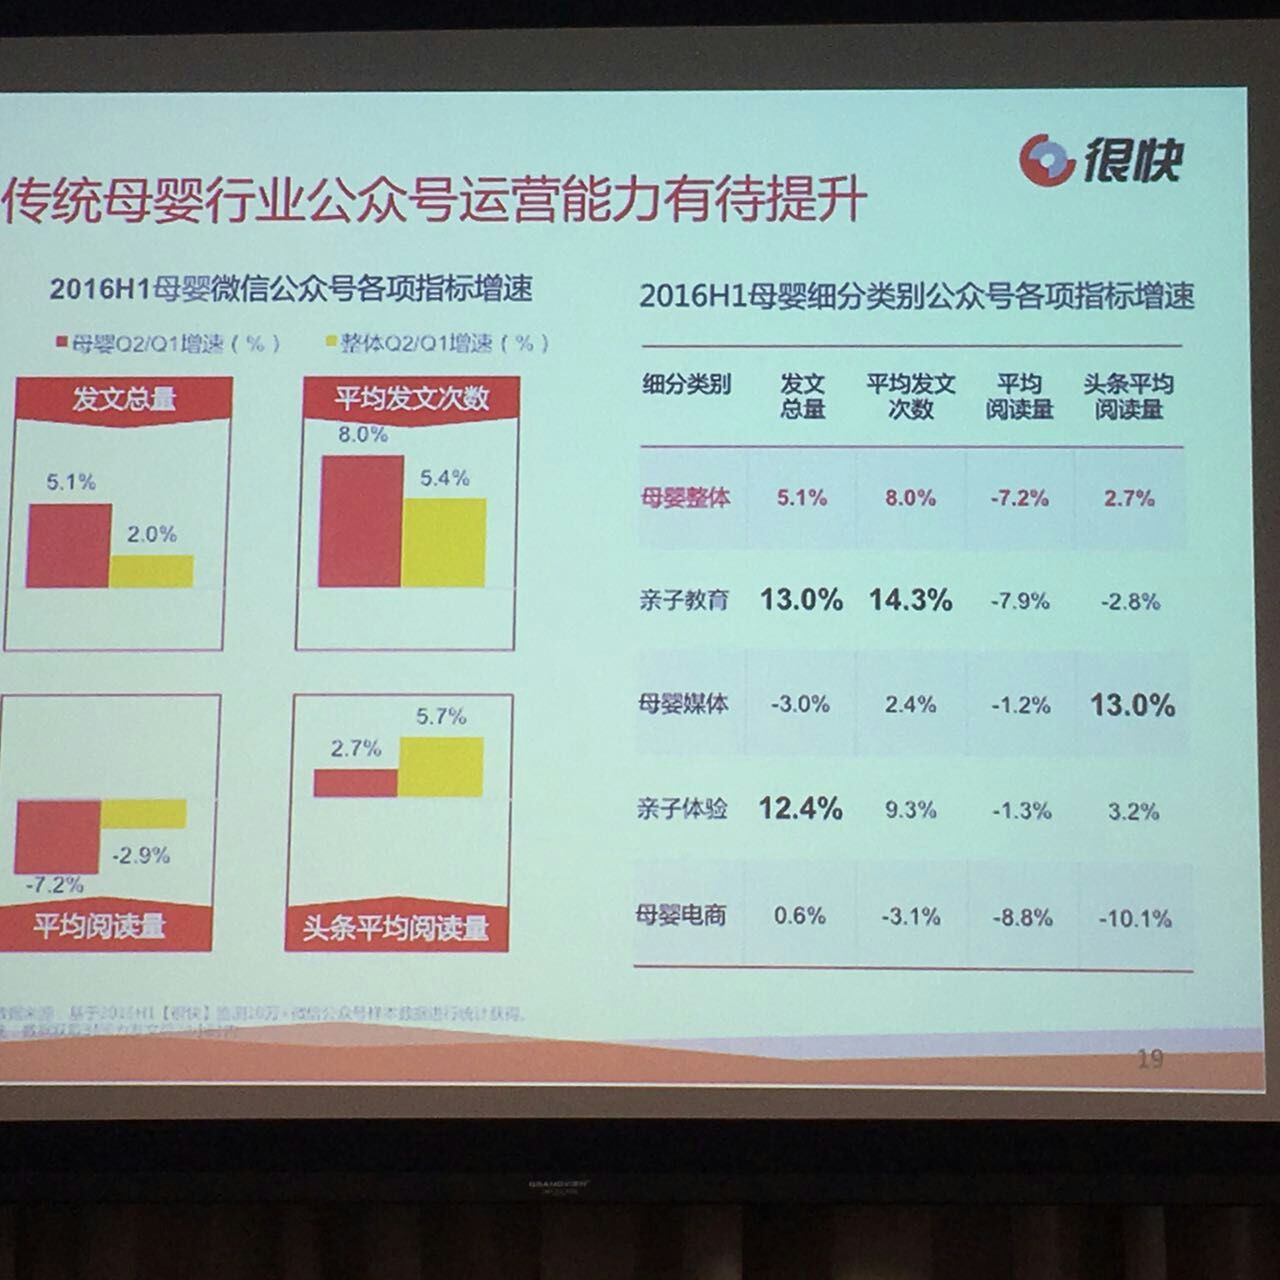 很快
传统母婴行业公众号运营能力有待提升
2016H1母婴微信公众号各项指标增速
母婴Q2/Q1增速（%）
整体Q2/Q1增速（%）
发文总量
5.1%
2.0%
平均发文次数
8.0%
5.4%
-2.9%
-7.2%
平均阅读量
5.7%
2.7%
头条平均阅读量
2016H1母婴细分类别公众号各项指标增速
细分类别 发文总量 平均发文次数 平均阅读量 头条平均阅读量
母婴整体 5.1% 8.0% -7.2% 2.7%
亲子教育 13.0% 14.3% -7.9% -2.8%
母婴媒体 -3.0% 2.4% -1.2% 13.0%
亲子体验 12.4% 9.3% -1.3% 3.2%
母婴电商 0.6% -3.1% -8.8% -10.1%
数据来源：基于2016H1【很快】监测20万+微信公众号样本数据进行统计获得。
19
GRANDVIEW